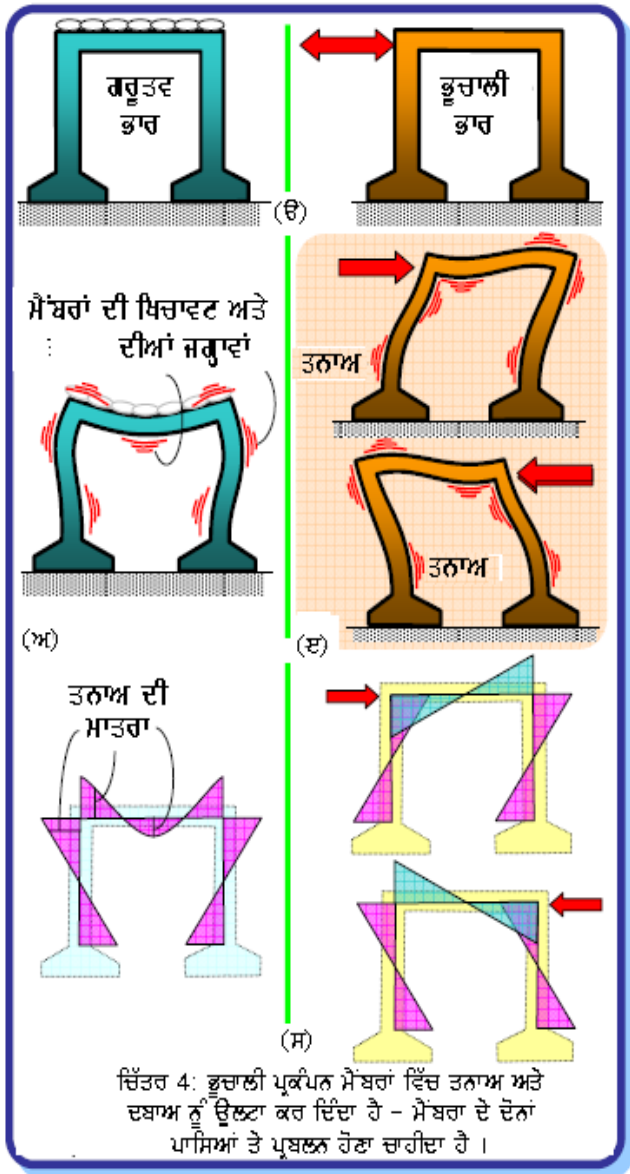 ਗਰੂਤਵ
ਭਾਰ
ਭੂਚਾਲੀ
ਭਾਰ
(ੳ)
ਮੈਂਬਰਾਂ ਦੀ ਖਿਚਾਵਟ ਅਤੇ
: ਦੀਆਂ ਜਗ੍ਹਾਵਾਂ
ਤਨਾਅ
ਤਨਾਅ
(ਅ)
(ੲ)
ਤਨਾਅ ਦੀ
ਮਾਤਰਾ
(ਸ)
ਚਿੱਤਰ 4: ਭੂਚਾਲੀ ਪ੍ਰਕੰਪਨ ਮੈਂਬਰਾਂ ਵਿੱਚ ਤਨਾਅ ਅਤੇ
ਦਬਾਅ ਨੂੰ ਉਲਟਾ ਕਰ ਦਿੰਦਾ ਹੈ – ਮੈਂਬਰਾ ਦੇ ਦੋਨਾਂ
ਪਾਸਿਆਂ ਤੇ ਪ੍ਰਬਲਨ ਹੋਣਾ ਚਾਹੀਦਾ ਹੈ ।